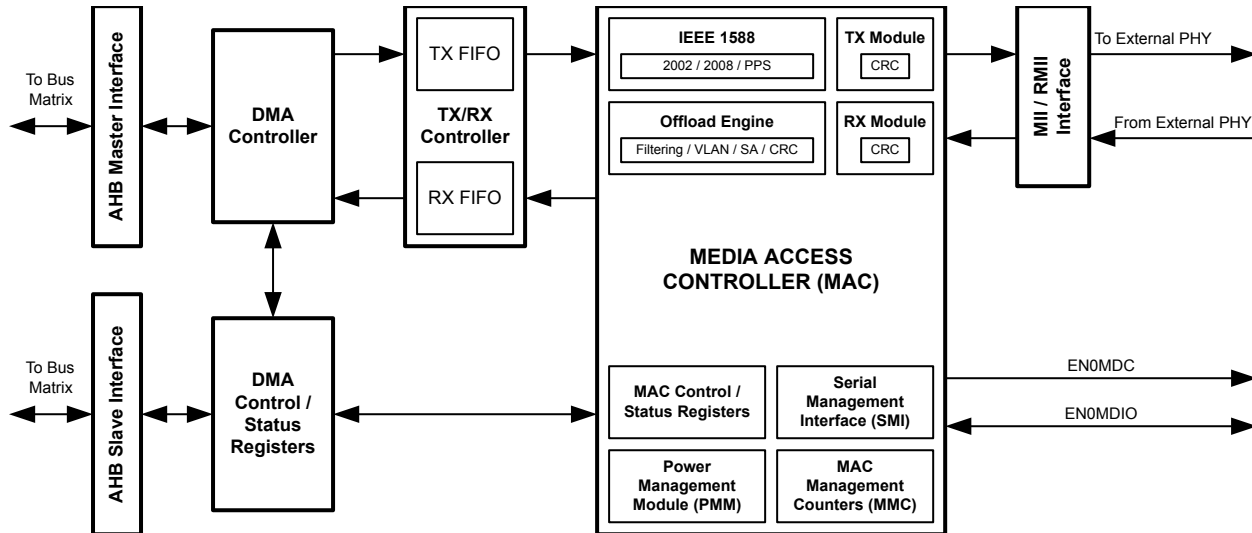 To Bus
Matrix
AHB Master Interface
DMA
Controller
TX FIFO
TX/RX
Controller
RX FIFO
IEEE 1588
2002 / 2008 / PPS
TX Module
CRC
Offload Engine
Filtering / VLAN / SA / CRC
RX Module
CRC
MEDIA ACCESS
CONTROLLER (MAC)
MII / RMII
Interface
To External PHY
From External PHY
To Bus
Matrix
AHB Slave Interface
DMA
Control /
Status
Registers
MAC Control /
Status Registers
Serial
Management
Interface (SMI)
Power
Management
Module (PMM)
MAC
Management
Counters (MMC)
EN0MDC
EN0MDIO